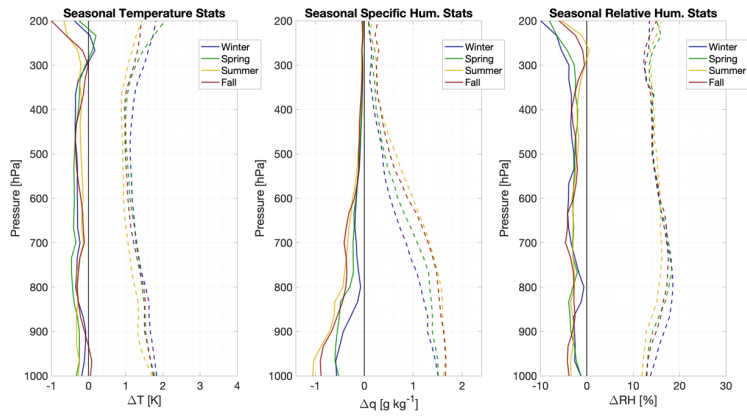 Seasonal Temperature Stats
Seasonal Specific Hum. Stats
Seasonal Relative Hum. Stats
200
300
400
500
600
700
800
900
1000
Pressure [hPa]
-1 0 1 2 3 4
ΔT [K]
Winter
Spring
Summer
Fall
200
300
400
500
600
700
800
900
1000
Pressure [hPa]
-1 0 1 2
Δq [g kg-1]
Winter
Spring
Summer
Fall
200
300
400
500
600
700
800
900
1000
Pressure [hPa]
-10 0 10 20 30
ΔRH [%]
Winter
Spring
Summer
Fall